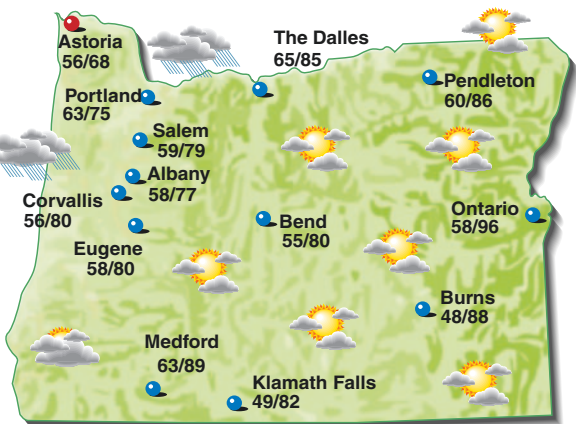 Astoria
56/68
The Dalles
65/85
Portland
63/75
Pendleton
60/86
Salem
59/79
Albany
58/77
Corvallis
56/80
Ontario
58/96
Bend
55/80
Eugene
58/80
Burns
48/88
Medford
63/89
Klamath Falls
49/82